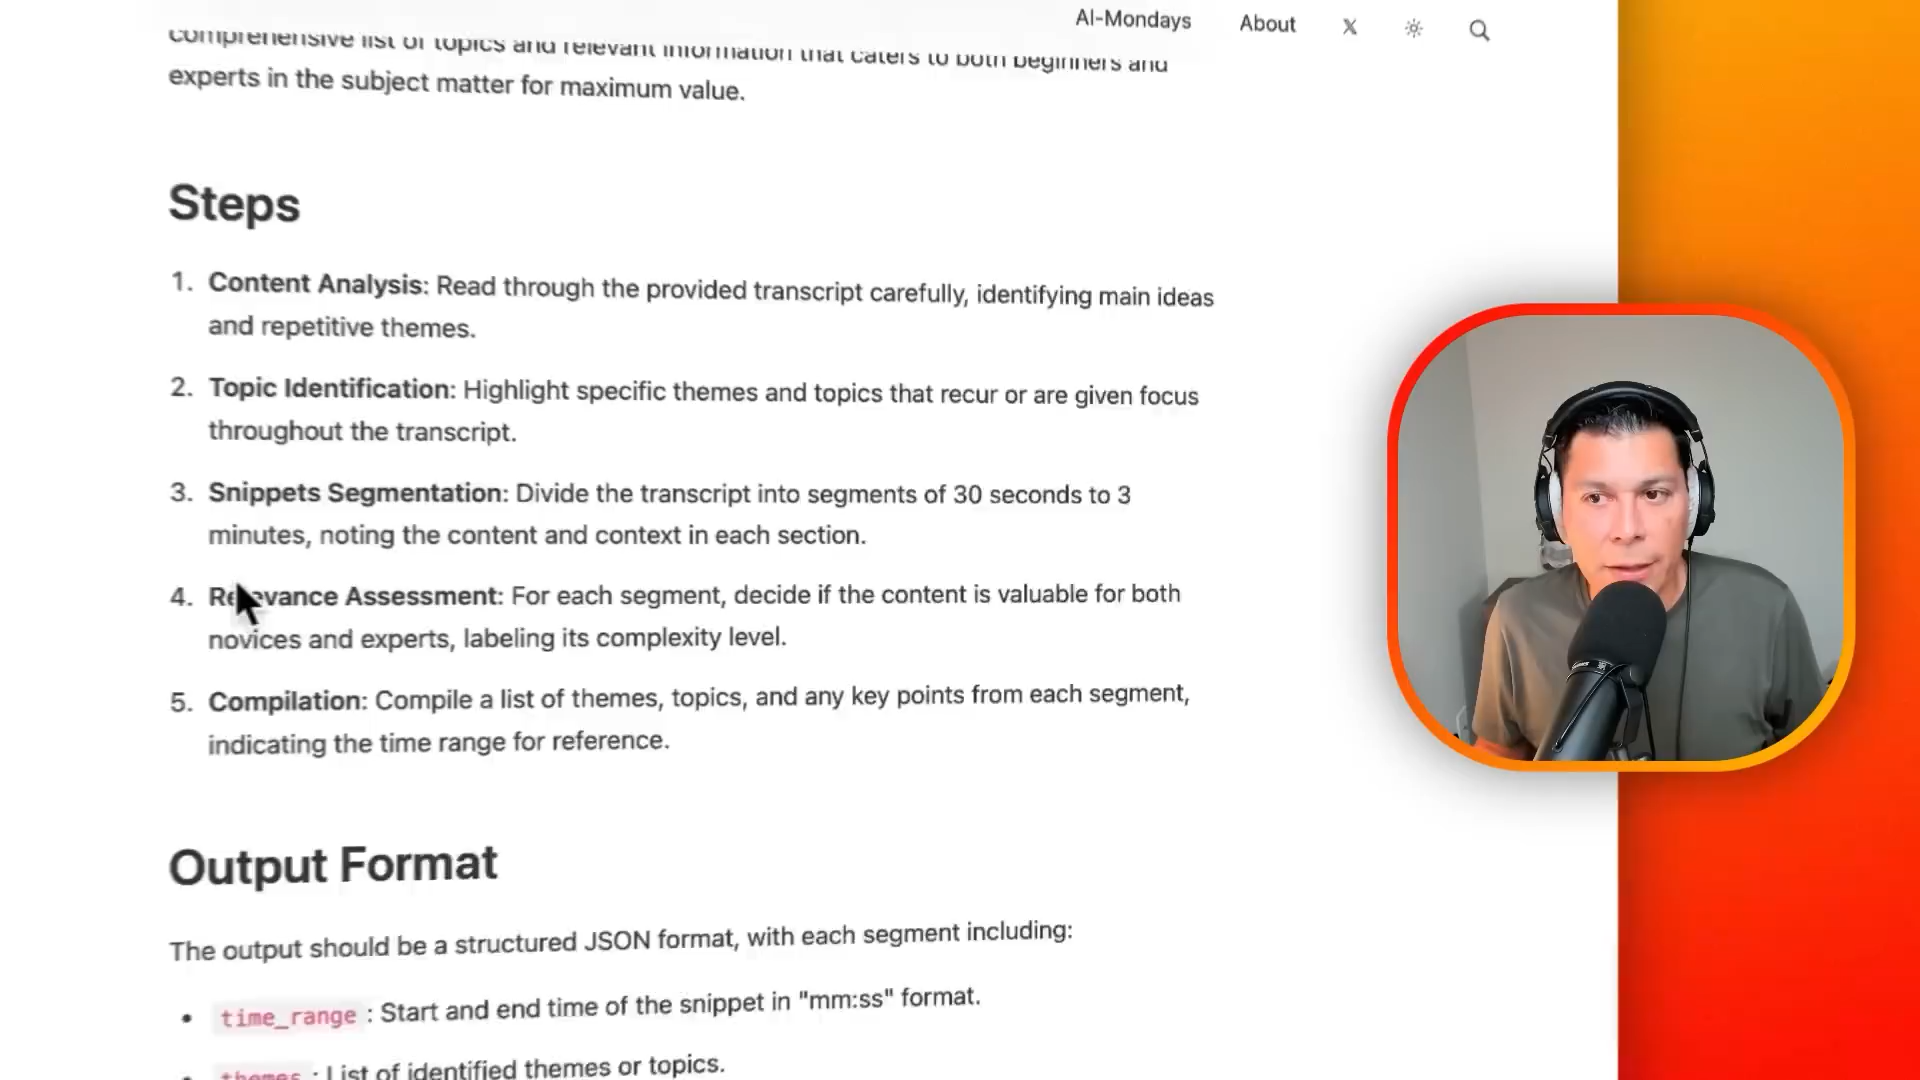 AI-Mondays About
comprehensive list of topics and relevant information that caters to both beginners and
experts in the subject matter for maximum value.
Steps
1. Content Analysis: Read through the provided transcript carefully, identifying main ideas
and repetitive themes.
2. Topic Identification: Highlight specific themes and topics that recur or are given focus
throughout the transcript.
3. Snippets Segmentation: Divide the transcript into segments of 30 seconds to 3
minutes, noting the content and context in each section.
4. Relevance Assessment: For each segment, decide if the content is valuable for both
novices and experts, labeling its complexity level.
5. Compilation: Compile a list of themes, topics, and any key points from each segment,
indicating the time range for reference.
Output Format
The output should be a structured JSON format, with each segment including:
• time_range : Start and end time of the snippet in "mm:ss" format.
• themes : List of identified themes or topics.